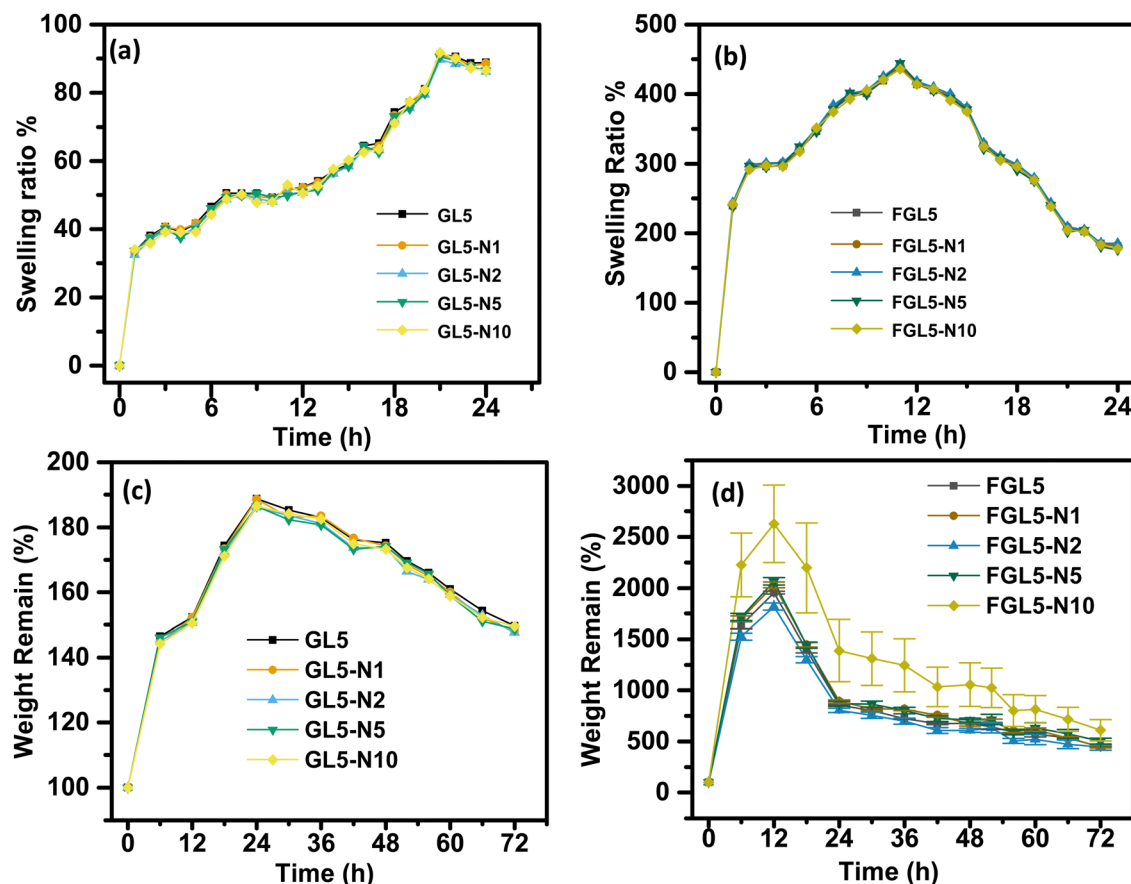 (a)
Swelling ratio %
100
80
60
40
20
0
0 6 12 18 24
Time (h)
GL5
GL5-N1
GL5-N2
GL5-N5
GL5-N10
(b)
Swelling Ratio %
500
400
300
200
100
0
0 6 12 18 24
Time (h)
FGL5
FGL5-N1
FGL5-N2
FGL5-N5
FGL5-N10
(c)
Weight Remain (%)
200
180
160
140
120
100
0 12 24 36 48 60 72
Time (h)
GL5
GL5-N1
GL5-N2
GL5-N5
GL5-N10
(d)
Weight Remain (%)
3000
2500
2000
1500
1000
500
0
0 12 24 36 48 60 72
Time (h)
FGL5
FGL5-N1
FGL5-N2
FGL5-N5
FGL5-N10